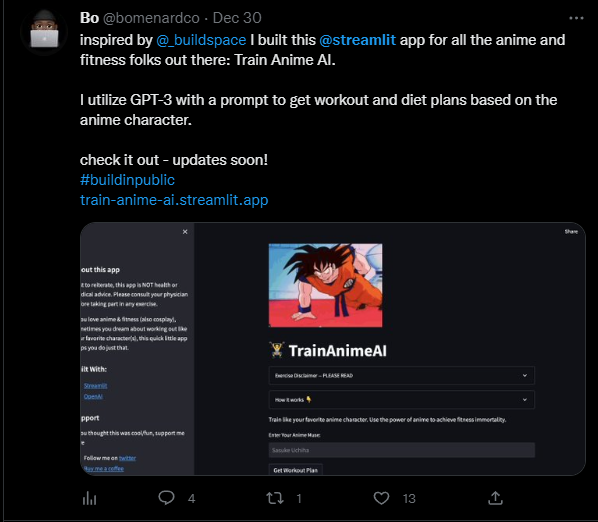 Bo @bomenardco · Dec 30
inspired by @_buildspace I built this @streamlit app for all the anime and
fitness folks out there: Train Anime AI.
I utilize GPT-3 with a prompt to get workout and diet plans based on the
anime character.
check it out - updates soon!
#buildinpublic
train-anime-ai.streamlit.app
Share
out this app
t to reiterate, this app is NOT health or
dical advice. Please consult your physician
ore taking part in any exercise.
ou love anime & fitness (also cosplay),
metimes you dream about working out like
r favorite character(s), this quick little app
ps you do just that.
ilt With:
Streamlit
OpenAI
pport
ou thought this was cool/fun, support me
e
Follow me on twitter
Buy me a coffee
TrainAnimeAI
Exercise Disclaimer -- PLEASE READ
How it works 👇
Train like your favorite anime character. Use the power of anime to achieve fitness immortality.
Enter Your Anime Muse:
Sasuke Uchiha
Get Workout Plan
4
1
13